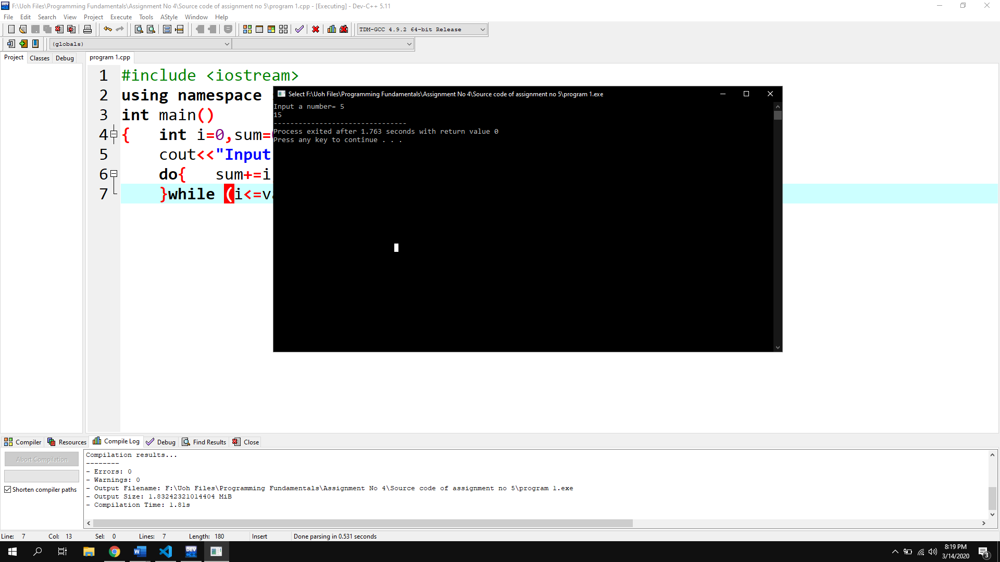 F:\Uoh Files\Programming Fundamentals\Assignment No 4\Source code of assignment no 5\program 1.cpp - [Executing] - Dev-C++ 5.11
File Edit Search View Project Execute Tools AStyle Window Help
TDM-GCC 4.9.2 64-bit Release
(globals)
Project Classes Debug
program 1.cpp
1 #include <iostream>
2 using namespace
3 int main()
4 { int i=0,sum=
5 cout<<"Input
6 do{ sum+=i
7 }while (i<=va
Select F:\Uoh Files\Programming Fundamentals\Assignment No 4\Source code of assignment no 5\program 1.exe
Input a number= 5
15
--------------------------------
Process exited after 1.763 seconds with return value 0
Press any key to continue . . .
Compiler Resources Compile Log Debug Find Results Close
Abort Compilation
Shorten compiler paths
Compilation results...
--------
- Errors: 0
- Warnings: 0
- Output Filename: F:\Uoh Files\Programming Fundamentals\Assignment No 4\Source code of assignment no 5\program 1.exe
- Output Size: 1.83242321014404 MiB
- Compilation Time: 1.81s
Line: 7 Col: 13 Sel: 0 Lines: 7 Length: 180 Insert Done parsing in 0.531 seconds
8:19 PM
3/14/2020
3